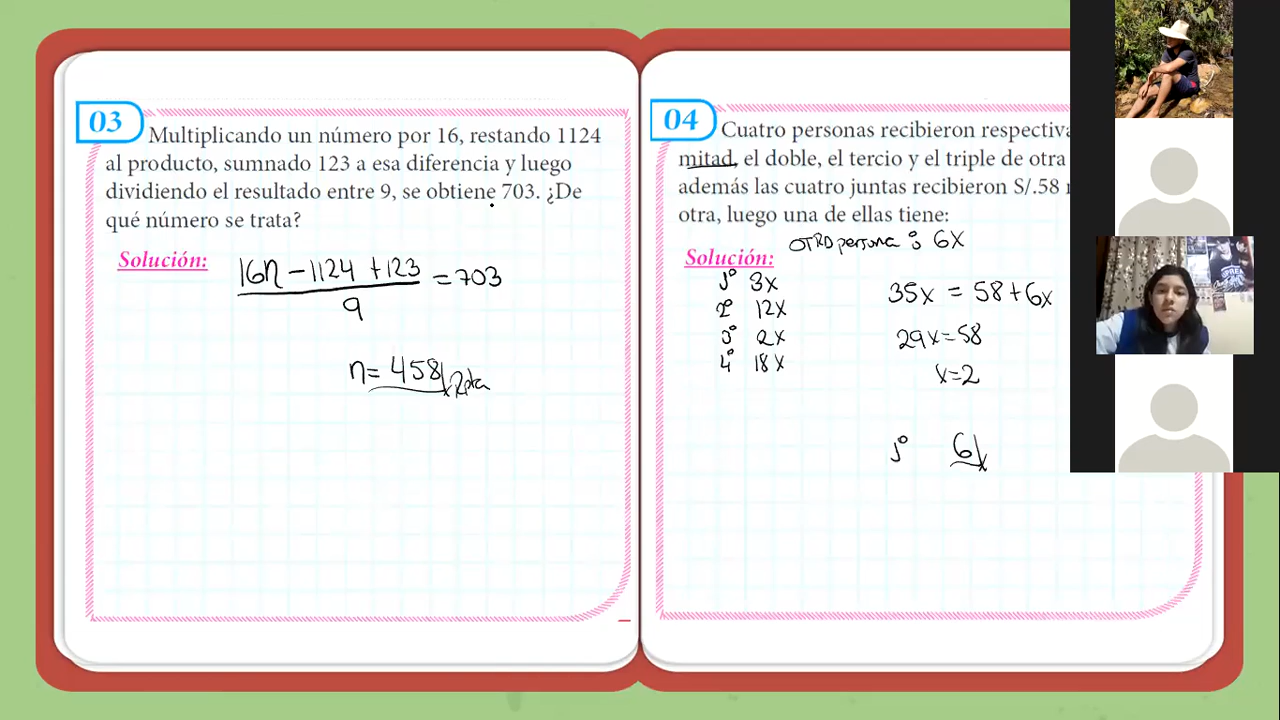 03
Multiplicando un número por 16, restando 1124
al producto, sumnado 123 a esa diferencia y luego
dividiendo el resultado entre 9, se obtiene 703. ¿De
qué número se trata?
Solución:
16n - 1124 + 123
9
= 703
n = 458 Rpta
04
Cuatro personas recibieron respectiva
mitad, el doble, el tercio y el triple de otra
además las cuatro juntas recibieron S/.58
otra, luego una de ellas tiene:
Solución:
OTRO persona : 6x
1° 3x
2° 12x
3° 2x
4° 18x
35x = 58 + 6x
29x = 58
x = 2
1° 6